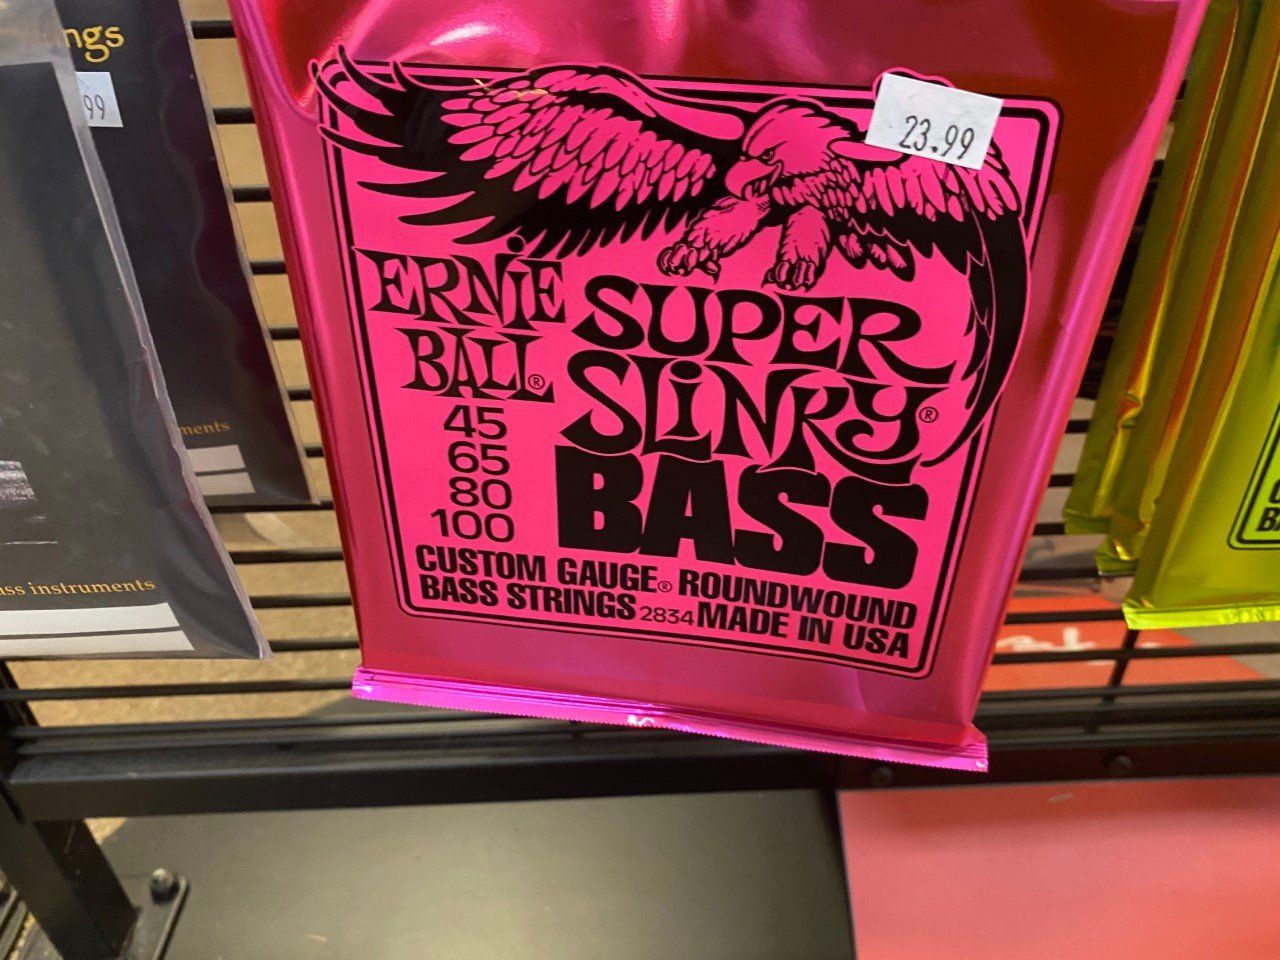 ngs
99
23.99
ERNiE
BALL®
SUPER
SLiNKY®
BASS
45
65
80
100
CUSTOM GAUGE® ROUNDWOUND
BASS STRINGS 2834 MADE IN USA
ments
ss instruments